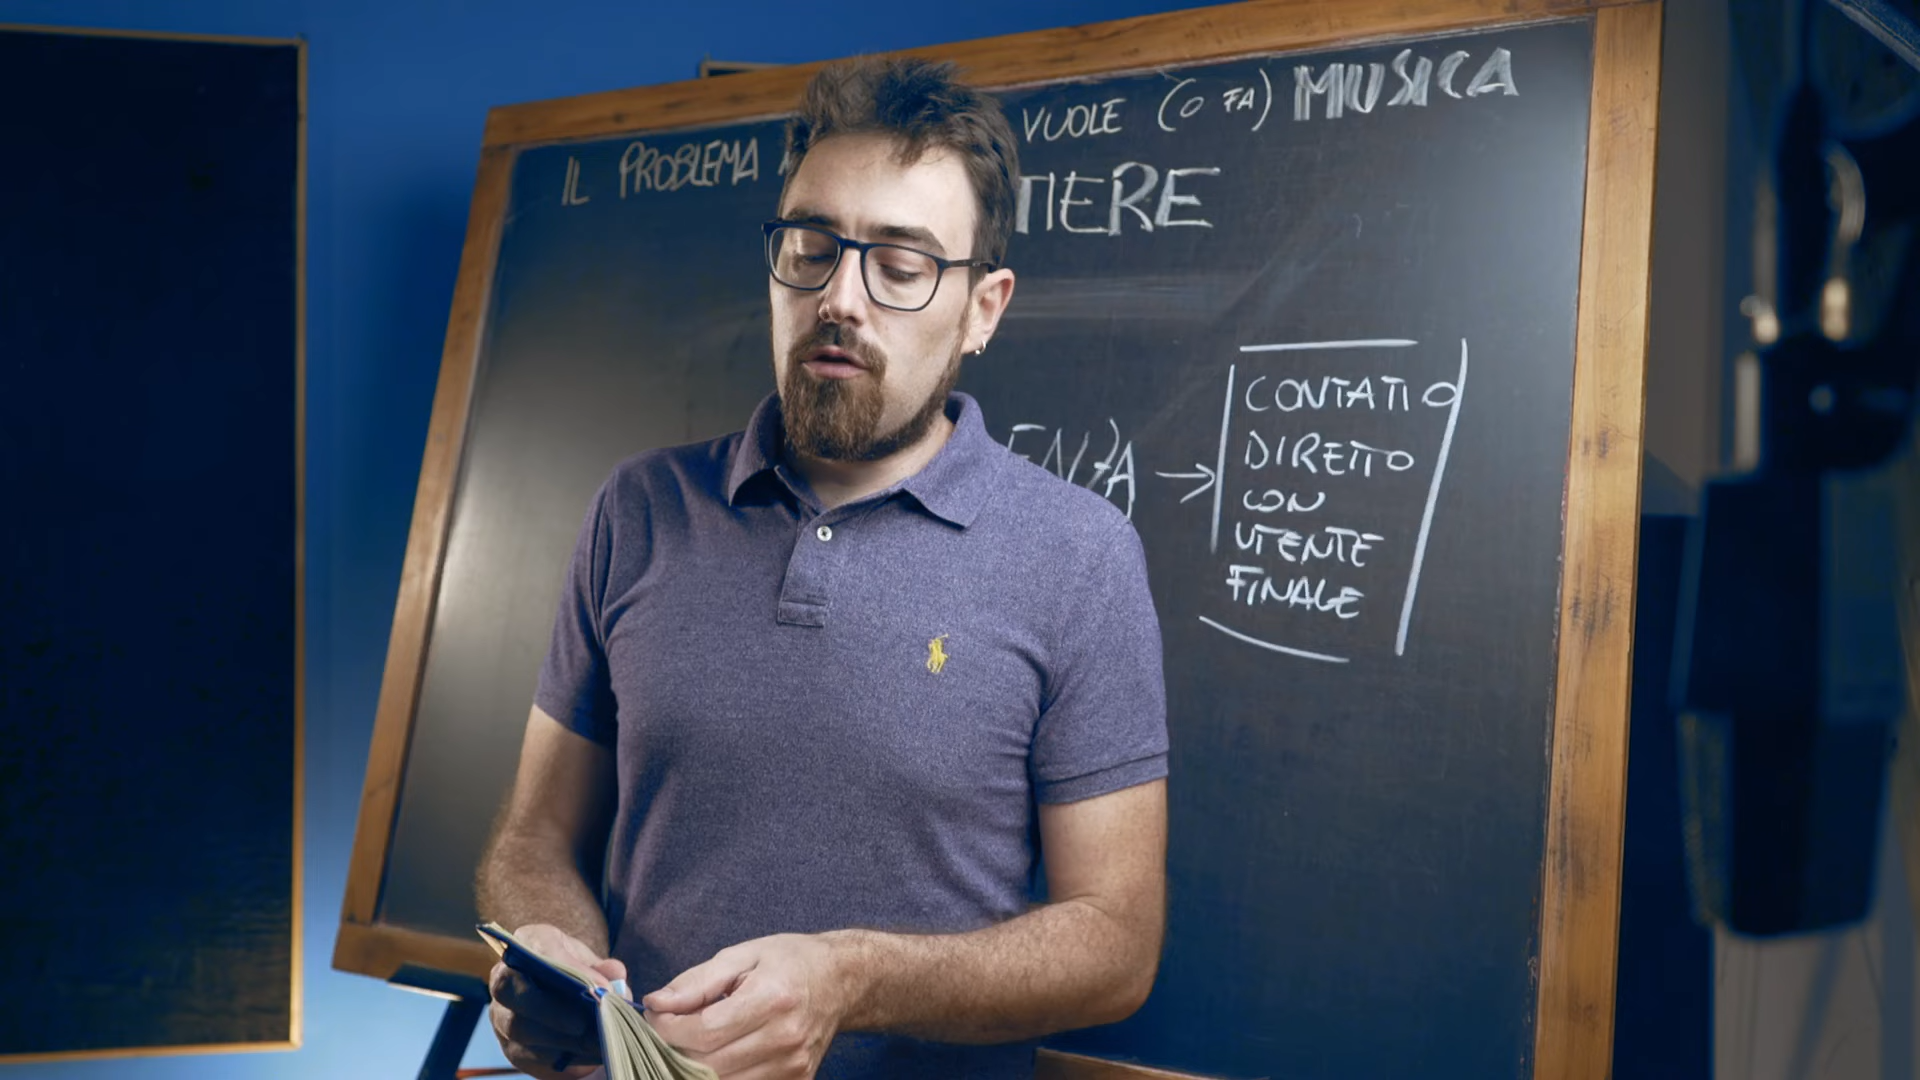 IL PROBLEMA VUOLE (O FA) MUSICA
TIERE
ENZA →
CONTATTO
DIRETTO
CON
UTENTE
FINALE